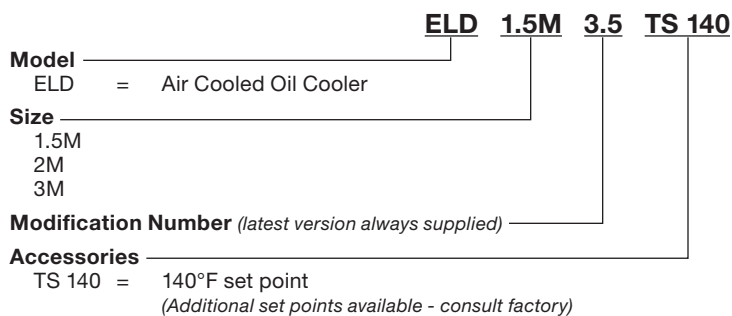 ELD 1.5M 3.5 TS 140
Model
ELD = Air Cooled Oil Cooler
Size
1.5M
2M
3M
Modification Number (latest version always supplied)
Accessories
TS 140 = 140°F set point
(Additional set points available - consult factory)